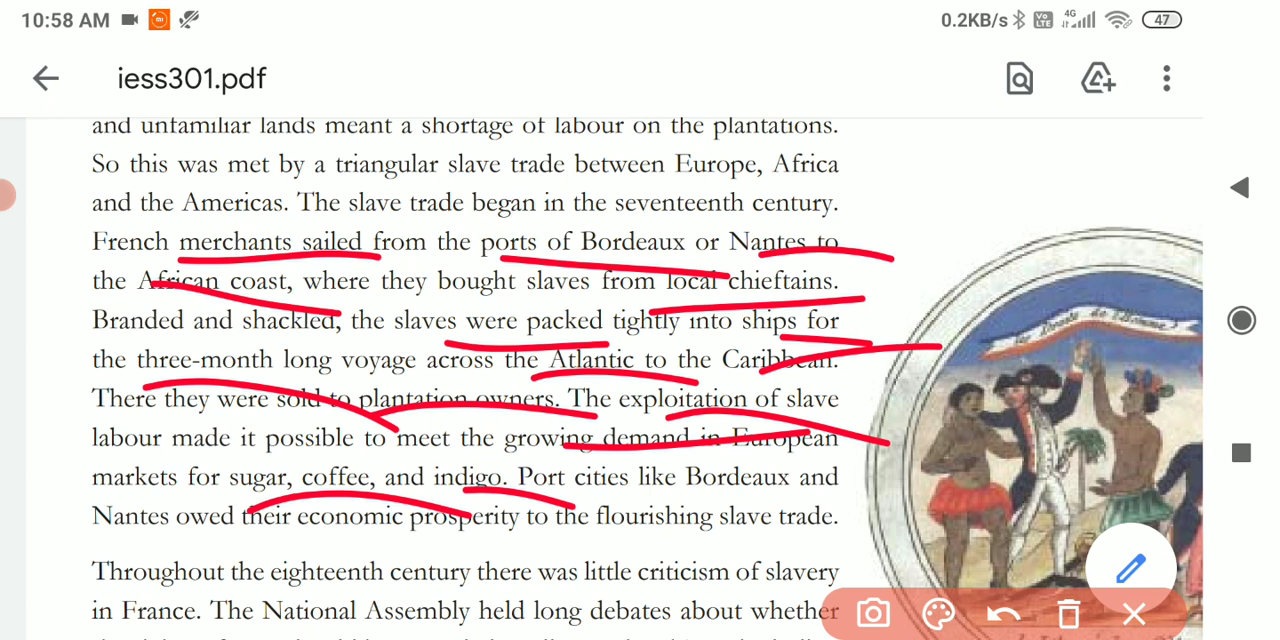 10:58 AM
0.2KB/s
Vo LTE
4G
47
iess301.pdf
and unfamiliar lands meant a shortage of labour on the plantations.
So this was met by a triangular slave trade between Europe, Africa
and the Americas. The slave trade began in the seventeenth century.
French merchants sailed from the ports of Bordeaux or Nantes to
the African coast, where they bought slaves from local chieftains.
Branded and shackled, the slaves were packed tightly into ships for
the three-month long voyage across the Atlantic to the Caribbean.
There they were sold to plantation owners. The exploitation of slave
labour made it possible to meet the growing demand in European
markets for sugar, coffee, and indigo. Port cities like Bordeaux and
Nantes owed their economic prosperity to the flourishing slave trade.
Throughout the eighteenth century there was little criticism of slavery
in France. The National Assembly held long debates about whether